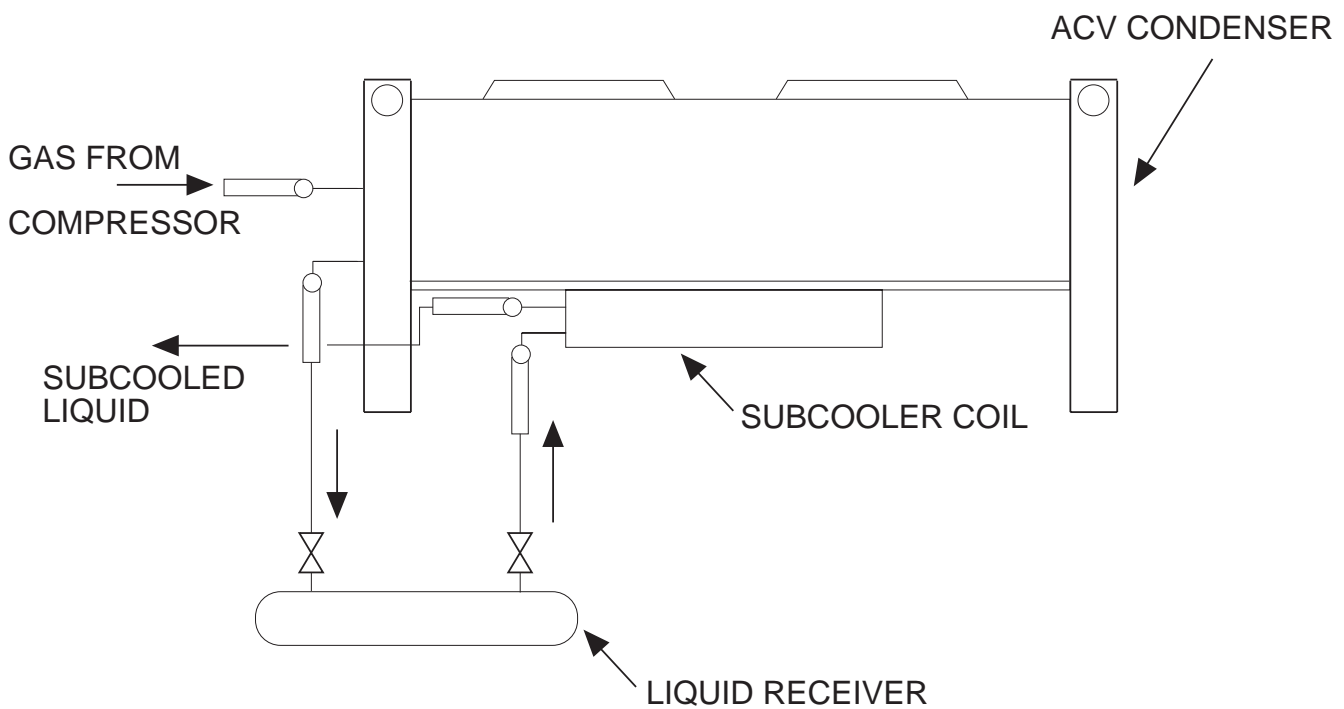 ACV CONDENSER
GAS FROM
COMPRESSOR
SUBCOOLED
LIQUID
SUBCOOLER COIL
LIQUID RECEIVER